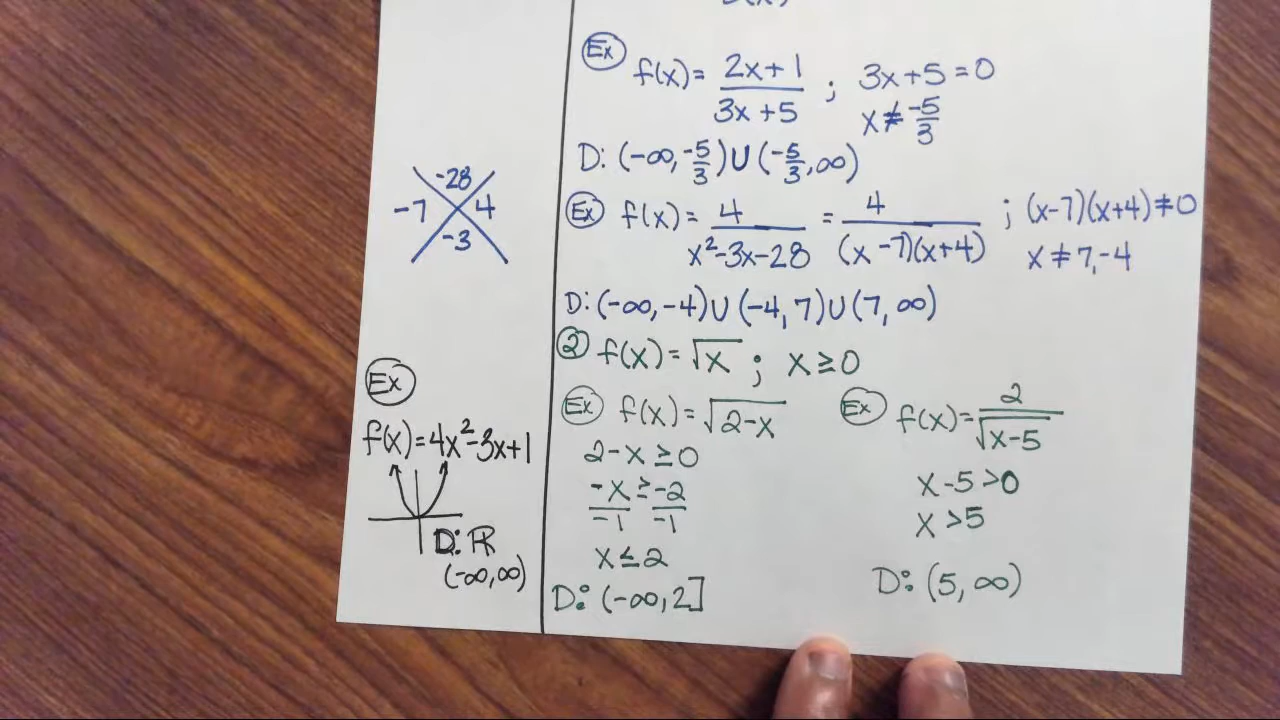 Ex f(x) = 2x+1 / 3x+5 ; 3x+5=0
x ≠ -5/3
D: (-∞, -5/3) U (-5/3, ∞)
Ex f(x) = 4 / x²-3x-28 = 4 / (x-7)(x+4) ; (x-7)(x+4) ≠ 0
x ≠ 7, -4
D: (-∞, -4) U (-4, 7) U (7, ∞)
② f(x) = √x ; x ≥ 0
Ex f(x) = √2-x
2-x ≥ 0
-x ≥ -2
-1 -1
x ≤ 2
D: (-∞, 2]
Ex f(x) = 2 / √x-5
x-5 > 0
x > 5
D: (5, ∞)
-28
-7 4
-3
Ex
f(x) = 4x²-3x+1
D: ℝ
(-∞, ∞)